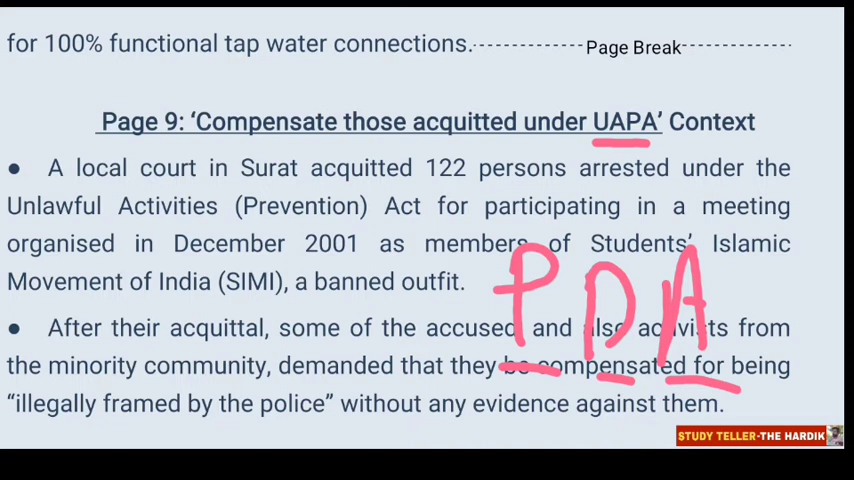 for 100% functional tap water connections.
Page Break
Page 9: ‘Compensate those acquitted under UAPA’ Context
● A local court in Surat acquitted 122 persons arrested under the
Unlawful Activities (Prevention) Act for participating in a meeting
organised in December 2001 as members of Students’ Islamic
Movement of India (SIMI), a banned outfit.
PDA
● After their acquittal, some of the accused, and also activists from
the minority community, demanded that they be compensated for being
“illegally framed by the police” without any evidence against them.
STUDY TELLER-THE HARDIK